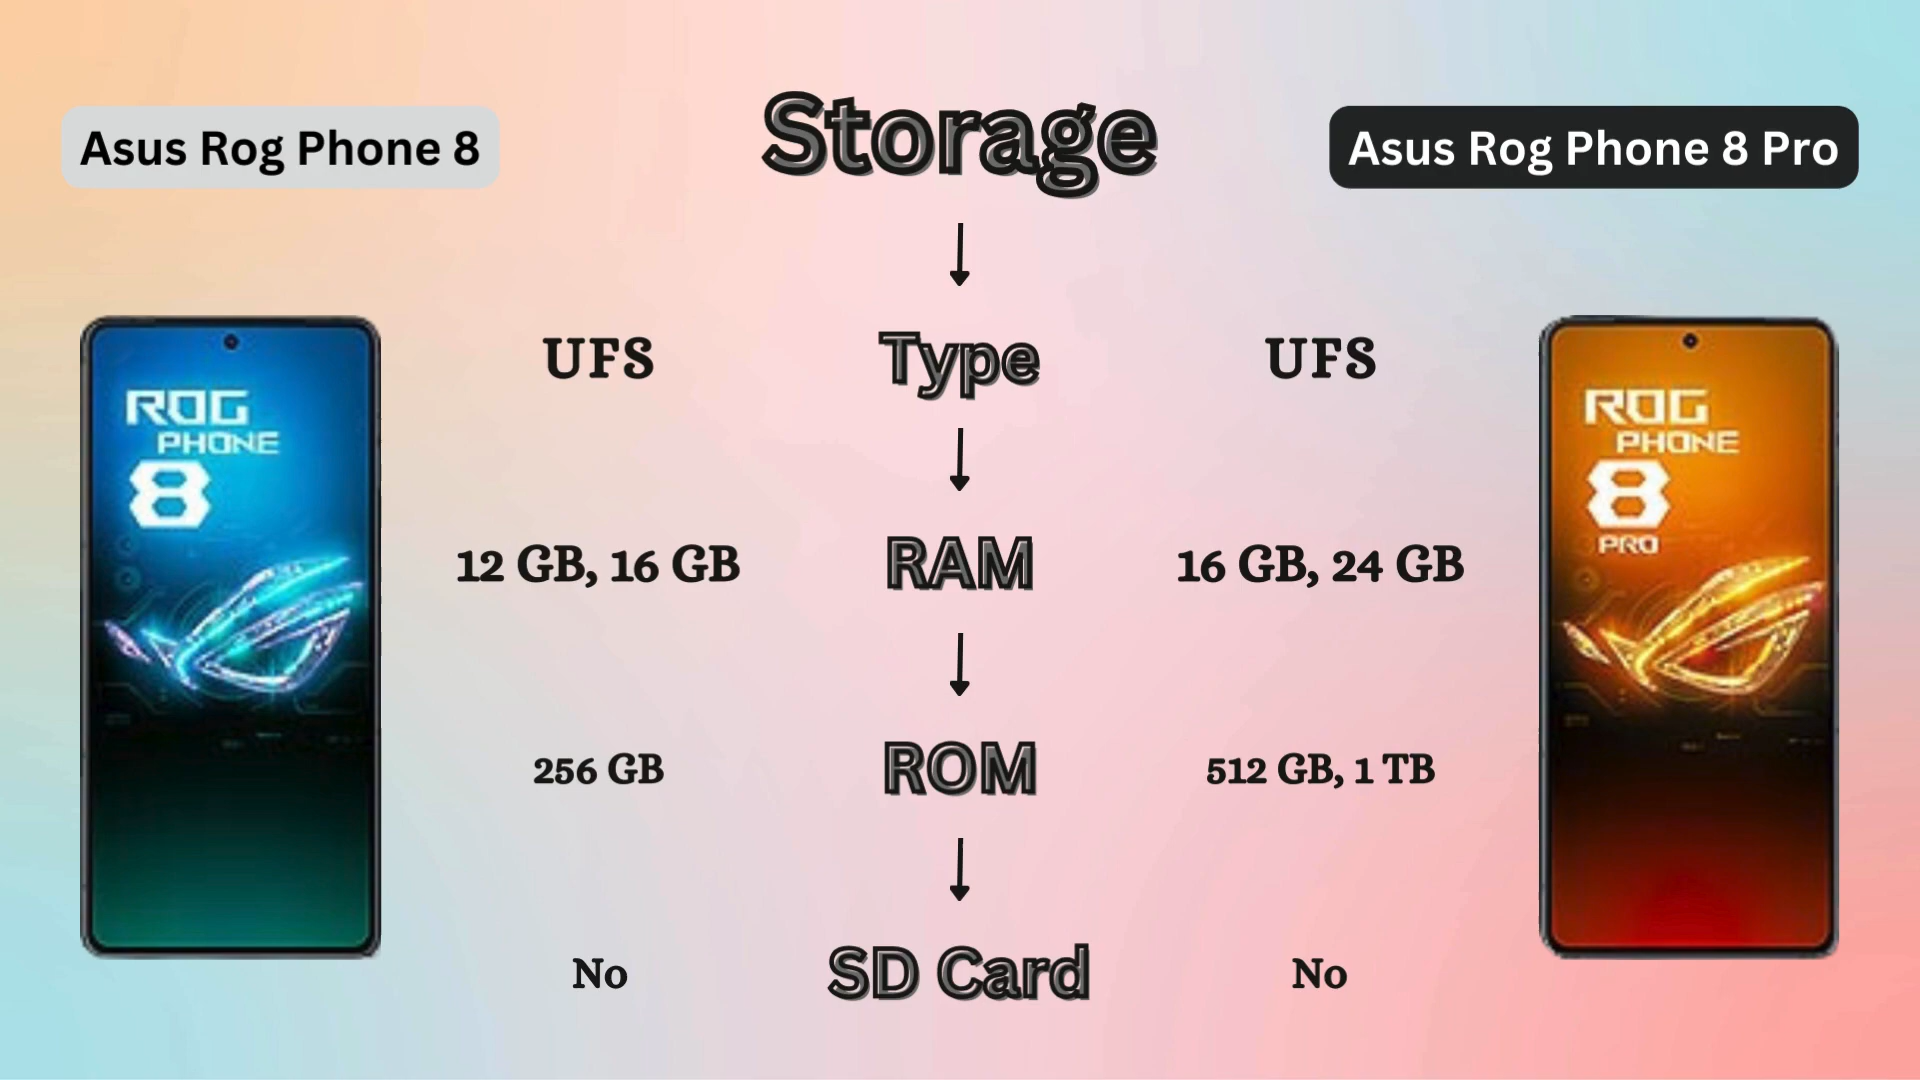 Asus Rog Phone 8
Storage
Asus Rog Phone 8 Pro
ROG
PHONE
8
ROG
PHONE
8
PRO
UFS
Type
UFS
12 GB, 16 GB
RAM
16 GB, 24 GB
256 GB
ROM
512 GB, 1 TB
No
SD Card
No